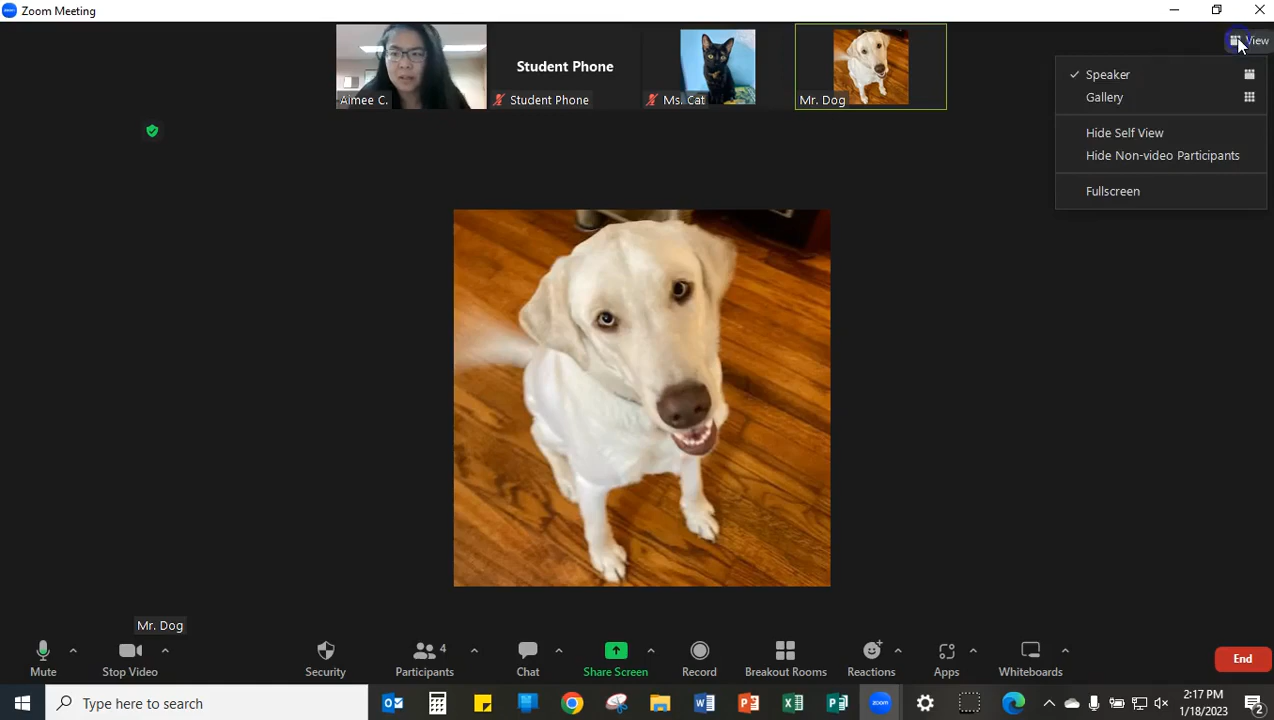 Zoom Meeting
Student Phone
Aimee C.
Student Phone
Ms. Cat
Mr. Dog
View
Speaker
Gallery
Hide Self View
Hide Non-video Participants
Fullscreen
Mr. Dog
4
Mute
Stop Video
Security
Participants
Chat
Share Screen
Record
Breakout Rooms
Reactions
Apps
Whiteboards
End
Type here to search
zoom
2:17 PM
1/18/2023
2